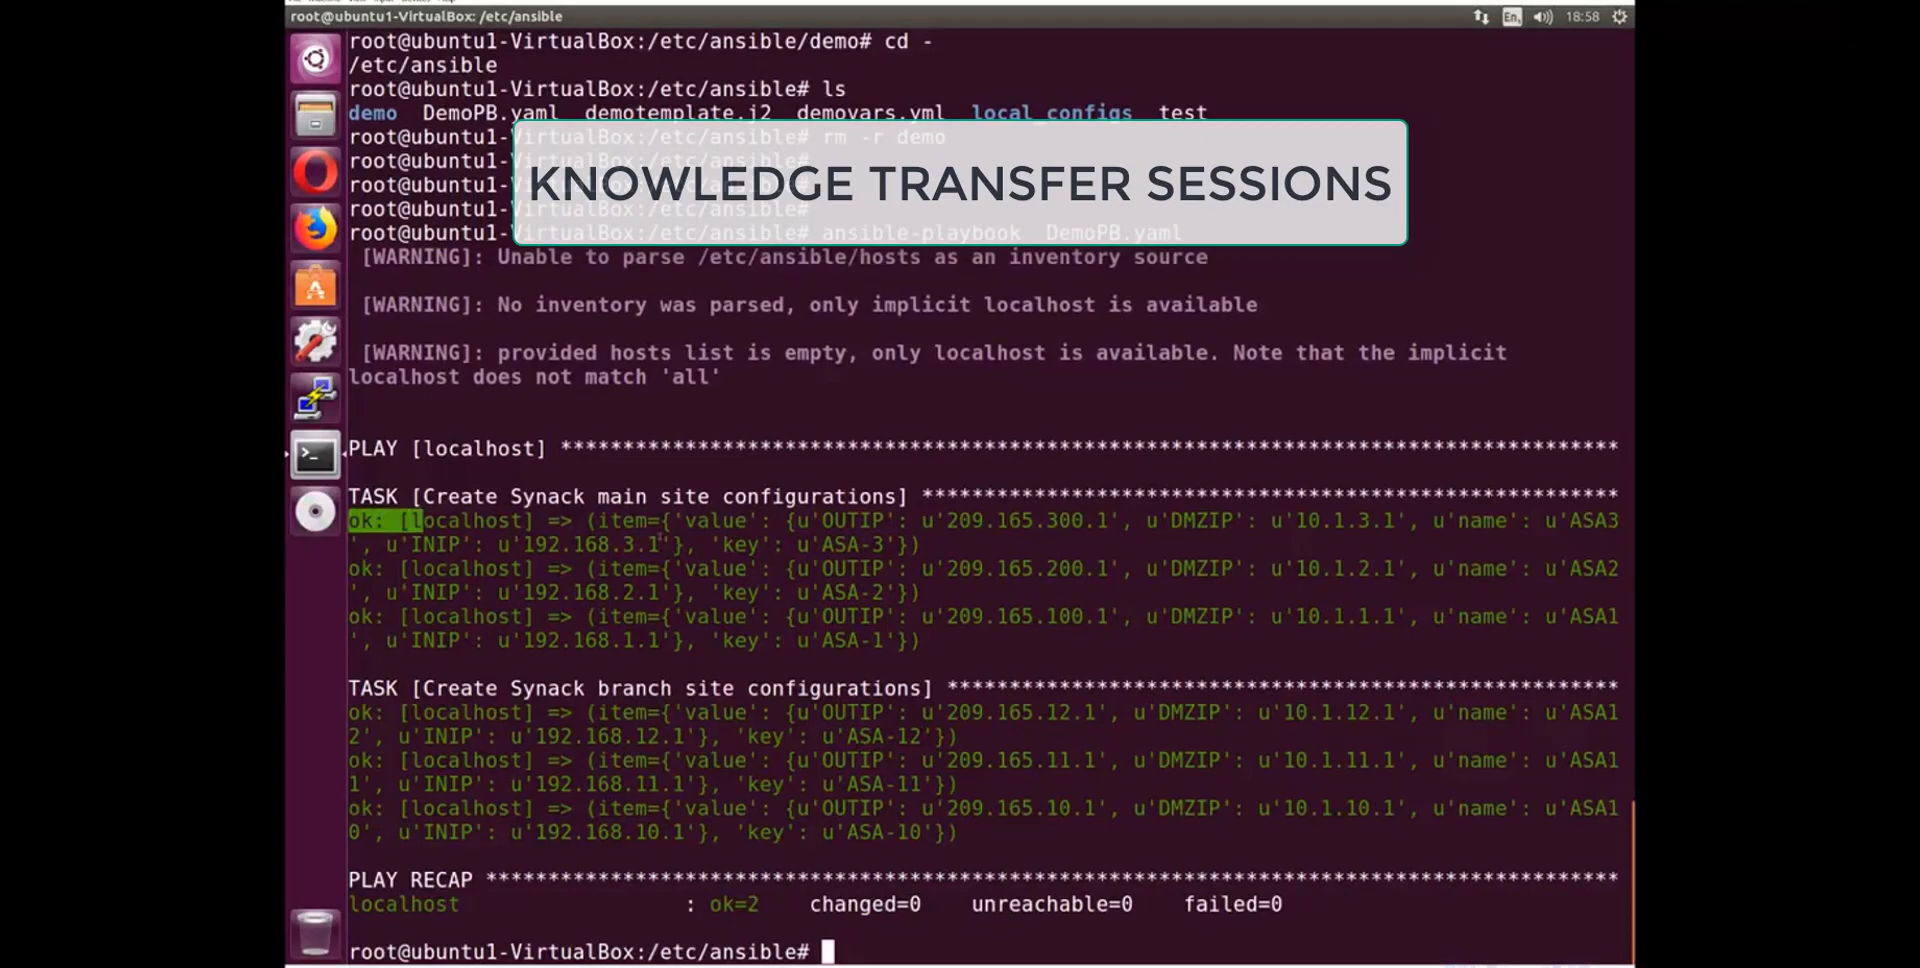 root@ubuntu1-VirtualBox: /etc/ansible
En
18:58
root@ubuntu1-VirtualBox:/etc/ansible/demo# cd -
/etc/ansible
root@ubuntu1-VirtualBox:/etc/ansible# ls
demo DemoPB.yaml demotemplate.j2 demovars.yml local_configs test
root@ubuntu1-VirtualBox:/etc/ansible# rm -r demo
root@ubuntu1-VirtualBox:/etc/ansible#
root@ubuntu1-VirtualBox:/etc/ansible#
KNOWLEDGE TRANSFER SESSIONS
root@ubuntu1-VirtualBox:/etc/ansible#
root@ubuntu1-VirtualBox:/etc/ansible# ansible-playbook DemoPB.yaml
[WARNING]: Unable to parse /etc/ansible/hosts as an inventory source
[WARNING]: No inventory was parsed, only implicit localhost is available
[WARNING]: provided hosts list is empty, only localhost is available. Note that the implicit
localhost does not match 'all'
PLAY [localhost] *************************************************************************************
TASK [Create Synack main site configurations] ********************************************************
ok: [localhost] => (item={'value': {u'OUTIP': u'209.165.300.1', u'DMZIP': u'10.1.3.1', u'name': u'ASA3
', u'INIP': u'192.168.3.1'}, 'key': u'ASA-3'})
ok: [localhost] => (item={'value': {u'OUTIP': u'209.165.200.1', u'DMZIP': u'10.1.2.1', u'name': u'ASA2
', u'INIP': u'192.168.2.1'}, 'key': u'ASA-2'})
ok: [localhost] => (item={'value': {u'OUTIP': u'209.165.100.1', u'DMZIP': u'10.1.1.1', u'name': u'ASA1
', u'INIP': u'192.168.1.1'}, 'key': u'ASA-1'})
TASK [Create Synack branch site configurations] ******************************************************
ok: [localhost] => (item={'value': {u'OUTIP': u'209.165.12.1', u'DMZIP': u'10.1.12.1', u'name': u'ASA1
2', u'INIP': u'192.168.12.1'}, 'key': u'ASA-12'})
ok: [localhost] => (item={'value': {u'OUTIP': u'209.165.11.1', u'DMZIP': u'10.1.11.1', u'name': u'ASA1
1', u'INIP': u'192.168.11.1'}, 'key': u'ASA-11'})
ok: [localhost] => (item={'value': {u'OUTIP': u'209.165.10.1', u'DMZIP': u'10.1.10.1', u'name': u'ASA1
0', u'INIP': u'192.168.10.1'}, 'key': u'ASA-10'})
PLAY RECAP *******************************************************************************************
localhost : ok=2 changed=0 unreachable=0 failed=0
root@ubuntu1-VirtualBox:/etc/ansible#